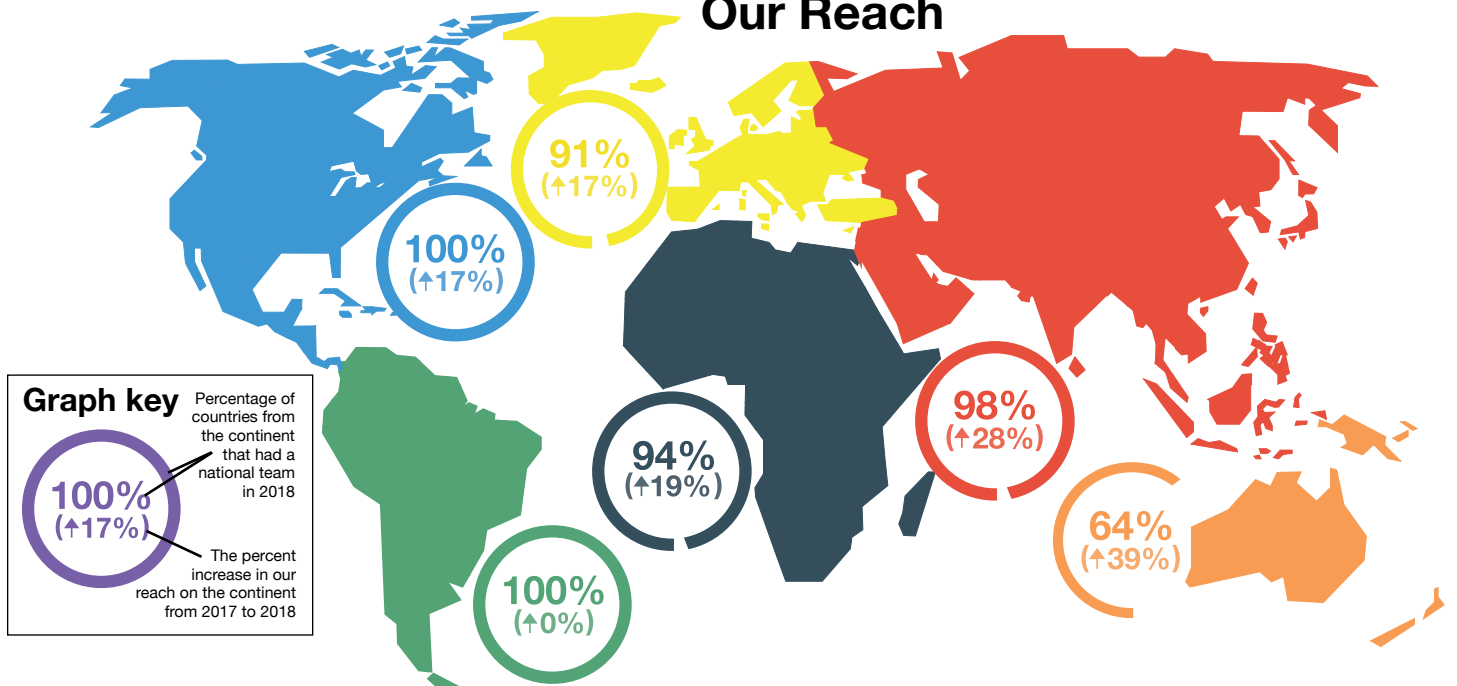 Our Reach
91%
(↑17%)
100%
(↑17%)
Graph key
Percentage of
countries from
the continent
that had a
national team
in 2018
100%
(↑17%)
The percent
increase in our
reach on the continent
from 2017 to 2018
94%
(↑19%)
98%
(↑28%)
64%
(↑39%)
100%
(↑0%)